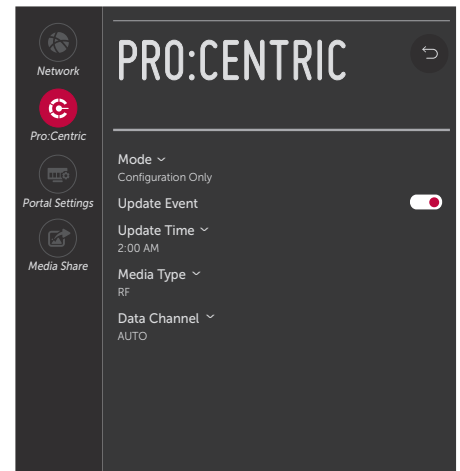 PRO:CENTRIC
Network
Pro:Centric
Portal Settings
Media Share
Mode
Configuration Only
Update Event
Update Time
2:00 AM
Media Type
RF
Data Channel
AUTO